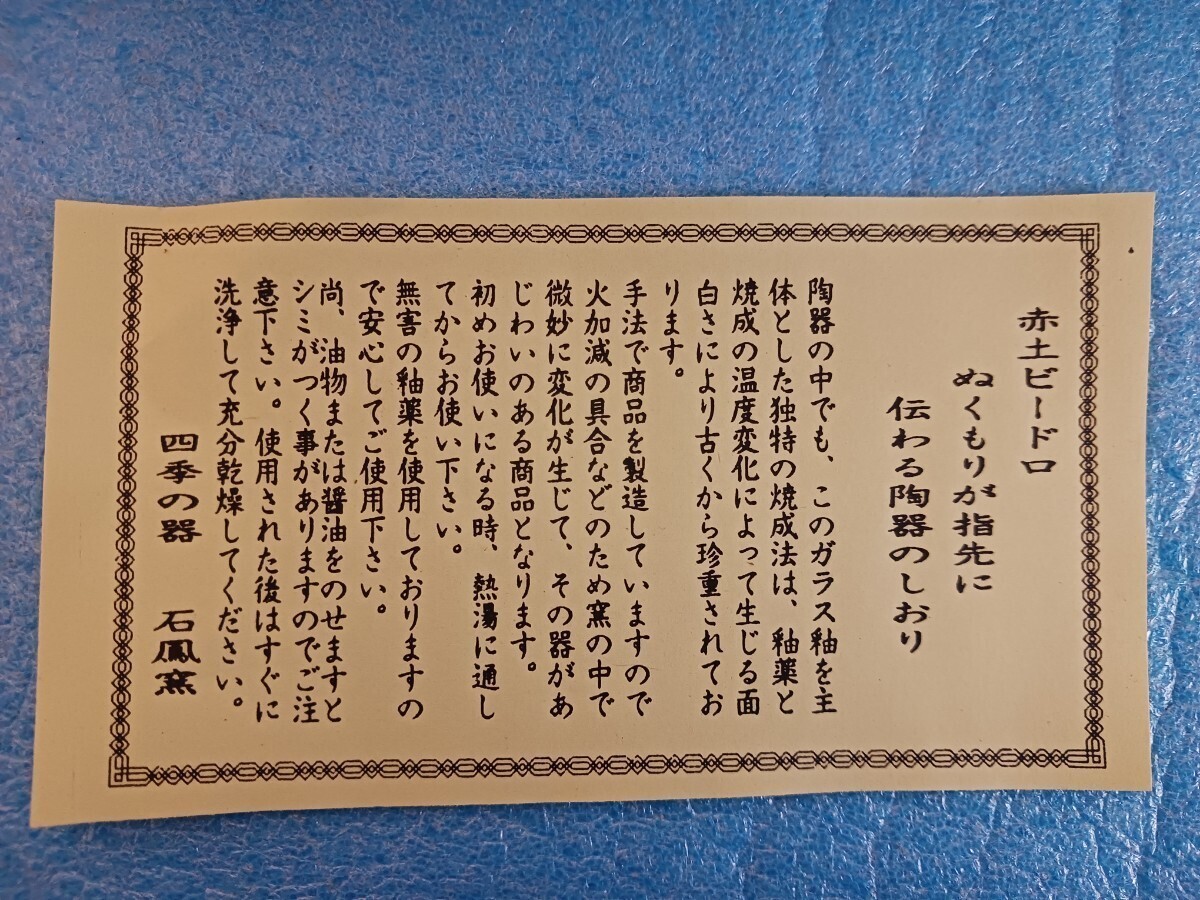 赤土ビードロ
ぬくもりが指先に
伝わる陶器のしおり
陶器の中でも、このガラス釉を主
体とした独特の焼成法は、釉薬と
焼成の温度変化によって生じる面
白さにより古くから珍重されてお
ります。
手法で商品を製造していますので
火加減の具合などのため窯の中で
微妙に変化が生じて、その器があ
じわいのある商品となります。
初めお使いになる時、熱湯に通し
てからお使い下さい。
無害の釉薬を使用しておりますの
で安心してご使用下さい。
尚、油物または醤油をのせますと
シミがつく事がありますのでご注
意下さい。使用された後はすぐに
洗浄して充分乾燥してください。
四季の器 石鳳窯